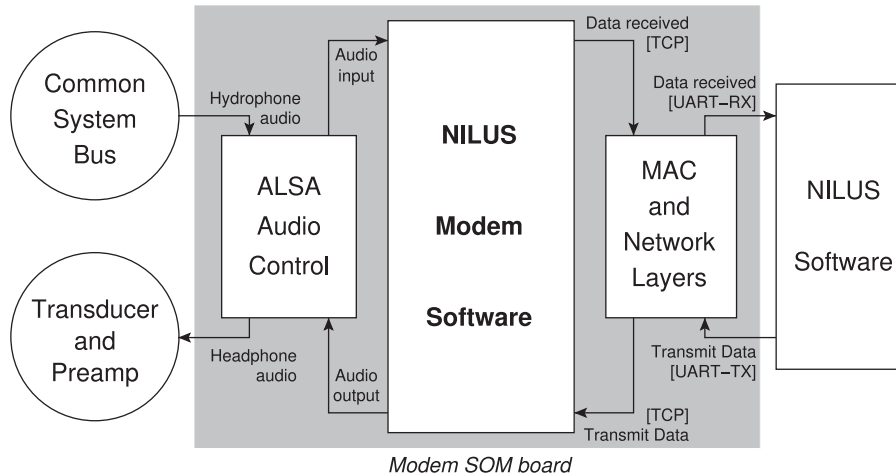 Common
System
Bus
Hydrophone
audio
Audio
input
ALSA
Audio
Control
NILUS
Modem
Software
Data received
[TCP]
Data received
[UART–RX]
MAC
and
Network
Layers
NILUS
Software
Transducer
and
Preamp
Headphone
audio
Audio
output
[TCP]
Transmit Data
Transmit Data
[UART–TX]
Modem SOM board